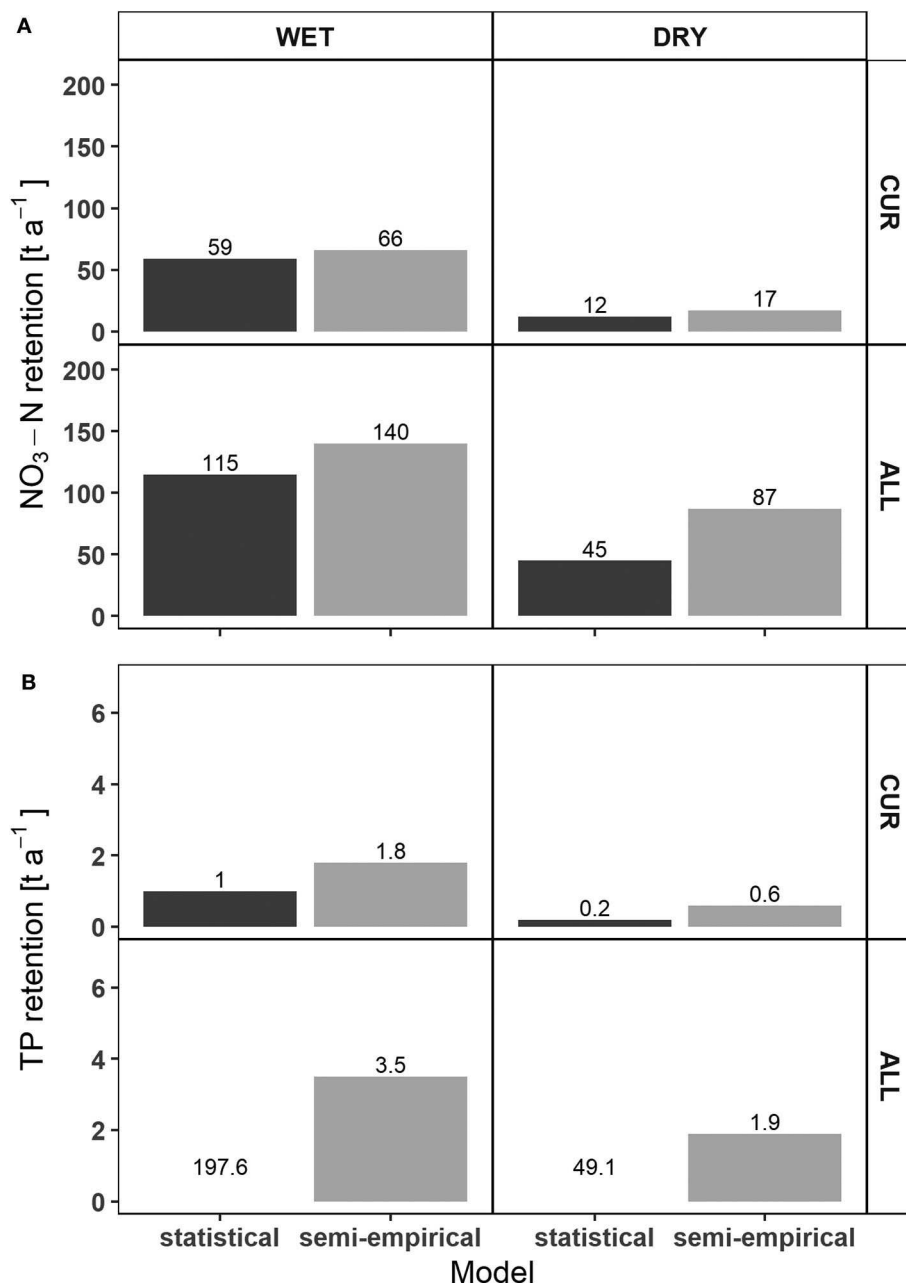 A
WET DRY
NO₃ – N retention [t a⁻¹ ]
200
150
100
50
0
59 66
12 17
CUR
200
150
100
50
0
115 140
45 87
ALL
B
TP retention [t a⁻¹ ]
6
4
2
0
1 1.8
0.2 0.6
CUR
6
4
2
0
197.6 3.5
49.1 1.9
ALL
statistical semi-empirical statistical semi-empirical
Model